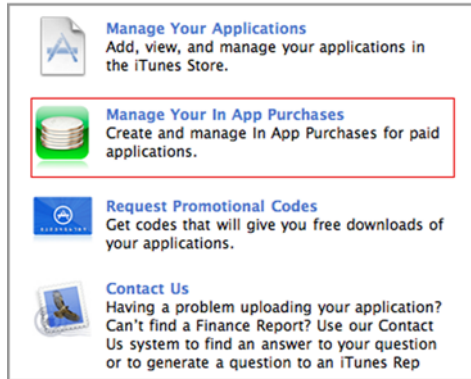 Manage Your Applications
Add, view, and manage your applications in
the iTunes Store.
Manage Your In App Purchases
Create and manage In App Purchases for paid
applications.
Request Promotional Codes
Get codes that will give you free downloads of
your applications.
Contact Us
Having a problem uploading your application?
Can't find a Finance Report? Use our Contact
Us system to find an answer to your question
or to generate a question to an iTunes Rep